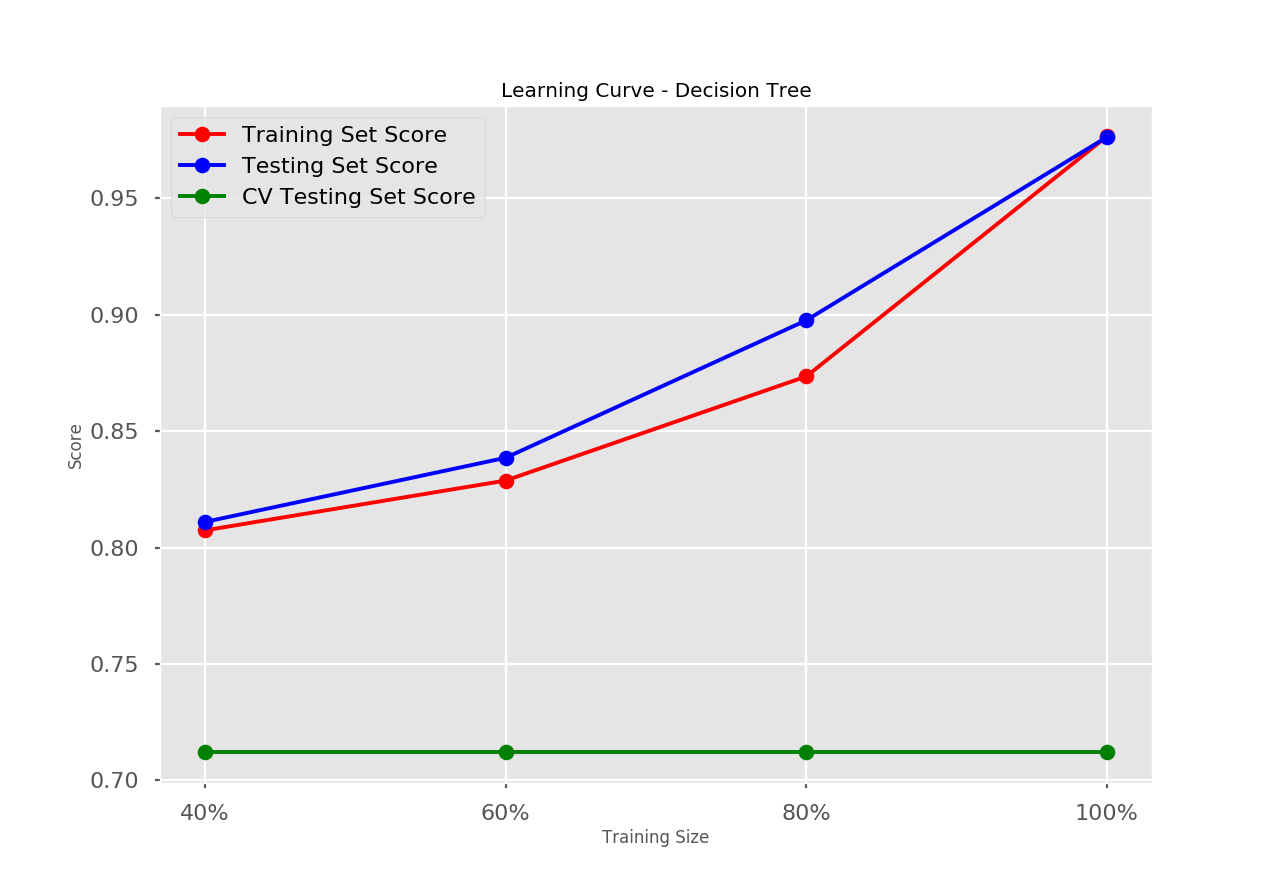 Learning Curve - Decision Tree
Training Set Score
Testing Set Score
CV Testing Set Score
0.95
0.90
0.85
0.80
0.75
0.70
Score
40% 60% 80% 100%
Training Size